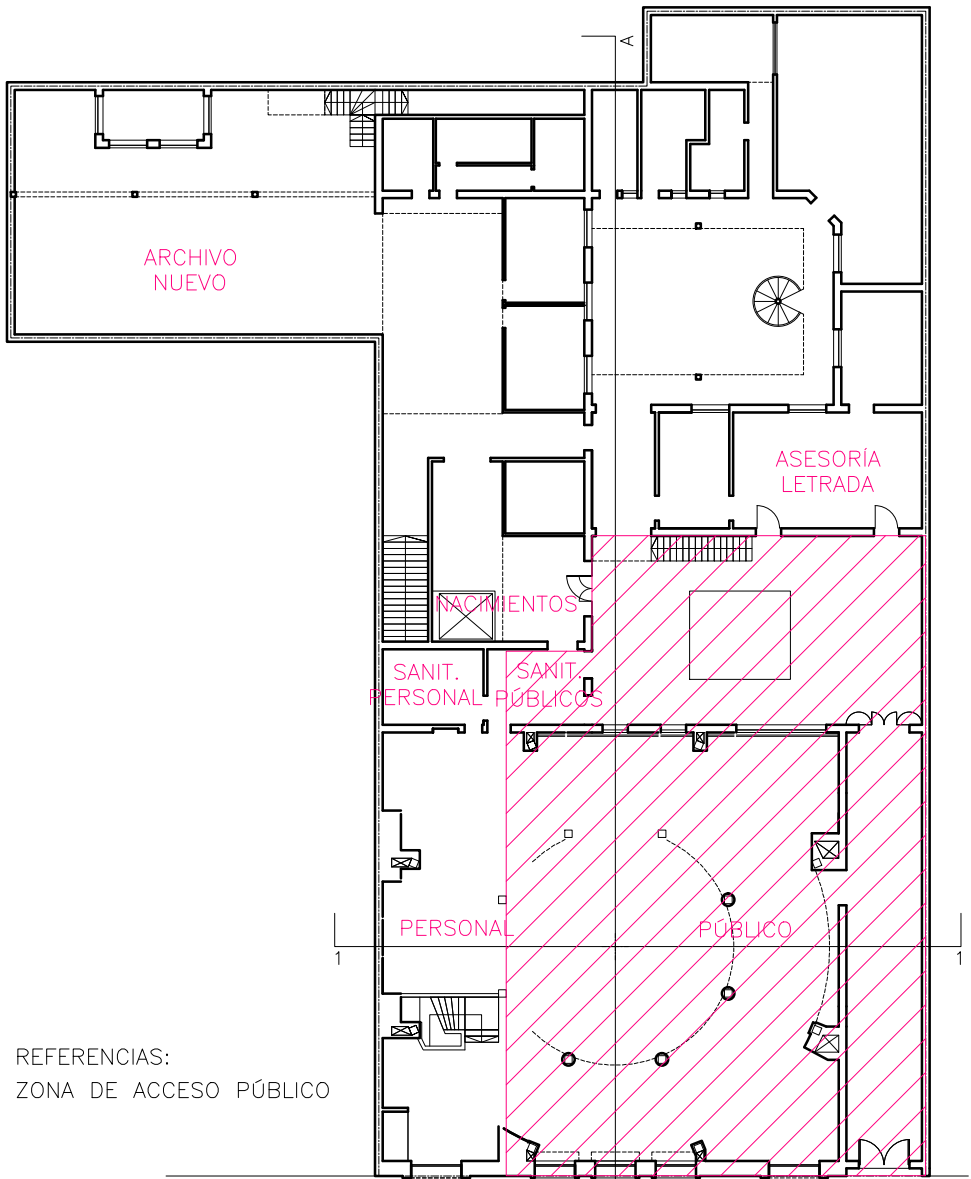 A
ARCHIVO
NUEVO
ASESORÍA
LETRADA
NACIMIENTOS
SANIT.
PERSONAL
SANIT.
PÚBLICOS
PERSONAL
PÚBLICO
1
1
REFERENCIAS:
ZONA DE ACCESO PÚBLICO